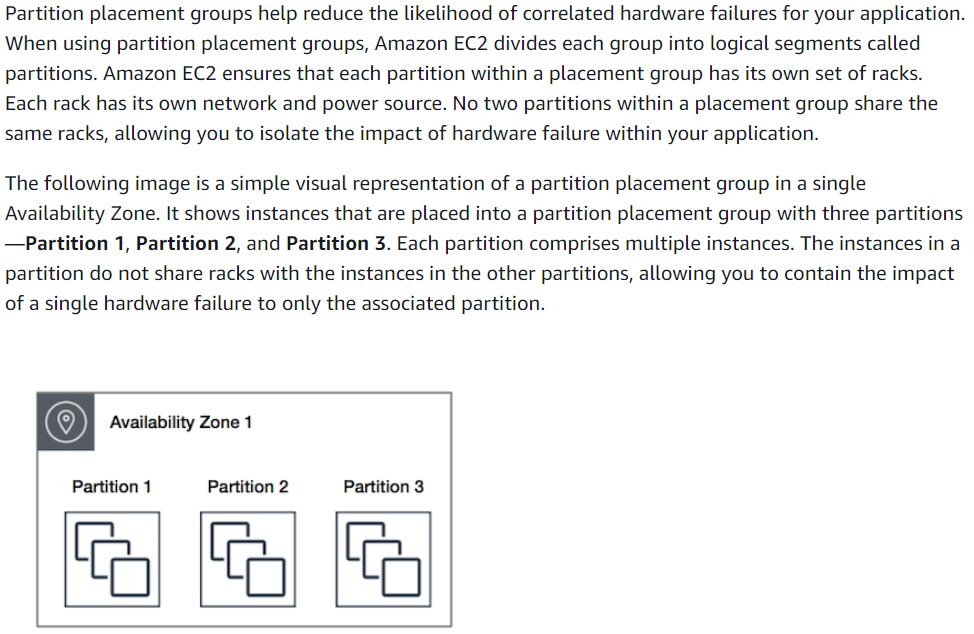 Partition placement groups help reduce the likelihood of correlated hardware failures for your application.
When using partition placement groups, Amazon EC2 divides each group into logical segments called
partitions. Amazon EC2 ensures that each partition within a placement group has its own set of racks.
Each rack has its own network and power source. No two partitions within a placement group share the
same racks, allowing you to isolate the impact of hardware failure within your application.
The following image is a simple visual representation of a partition placement group in a single
Availability Zone. It shows instances that are placed into a partition placement group with three partitions
—Partition 1, Partition 2, and Partition 3. Each partition comprises multiple instances. The instances in a
partition do not share racks with the instances in the other partitions, allowing you to contain the impact
of a single hardware failure to only the associated partition.
Availability Zone 1
Partition 1 Partition 2 Partition 3